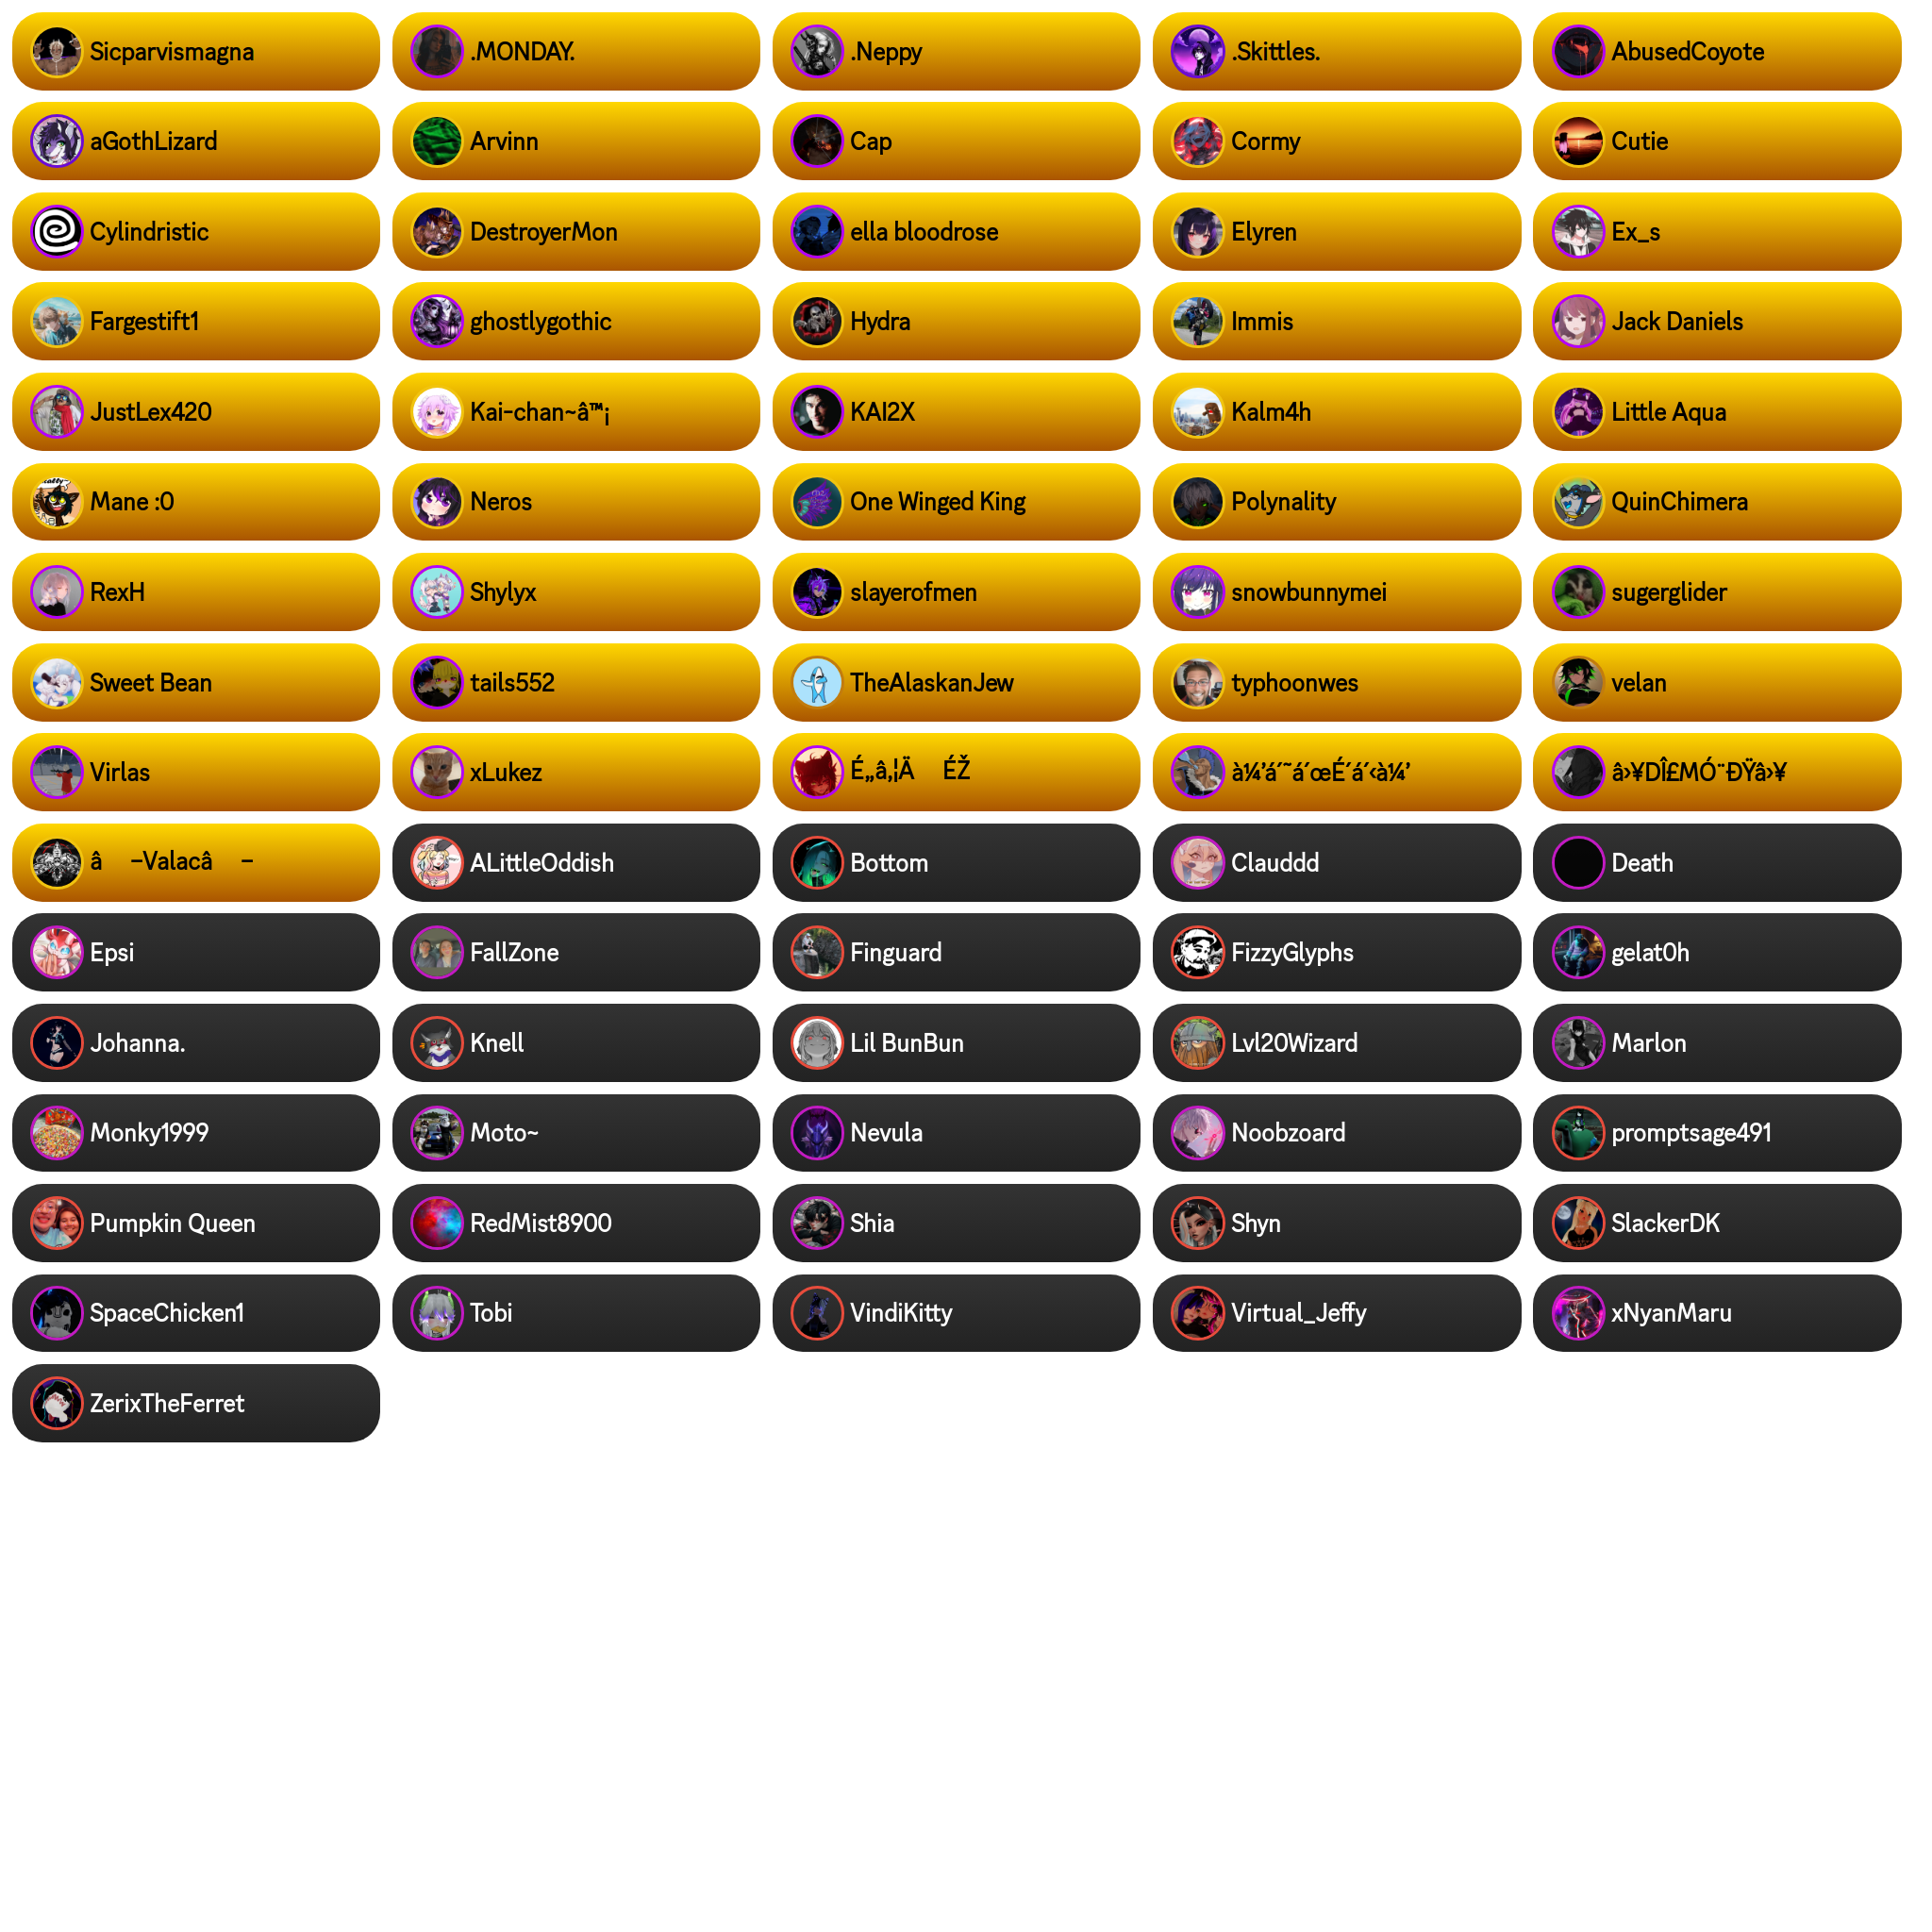 Sicparvismagna
.MONDAY.
.Neppy
.Skittles.
AbusedCoyote
aGothLizard
Arvinn
Cap
Cormy
Cutie
Cylindristic
DestroyerMon
ella bloodrose
Elyren
Ex_s
Fargestift1
ghostlygothic
Hydra
Immis
Jack Daniels
JustLex420
Kai-chan~â™¡
KAI2X
Kalm4h
Little Aqua
Mane :0
Neros
One Winged King
Polynality
QuinChimera
RexH
Shylyx
slayerofmen
snowbunnymei
sugerglider
Sweet Bean
tails552
TheAlaskanJew
typhoonwes
velan
Virlas
xLukez
É„â‚¦Ä ÉŽ
à¼’á´˜á´œÉ´á´‹à¼’
â›¥DÎ£MÓ¨ÐŸâ›¥
â –Valacâ –
ALittleOddish
Bottom
Clauddd
Death
Epsi
FallZone
Finguard
FizzyGlyphs
gelat0h
Johanna.
Knell
Lil BunBun
Lvl20Wizard
Marlon
Monky1999
Moto~
Nevula
Noobzoard
promptsage491
Pumpkin Queen
RedMist8900
Shia
Shyn
SlackerDK
SpaceChicken1
Tobi
VindiKitty
Virtual_Jeffy
xNyanMaru
ZerixTheFerret